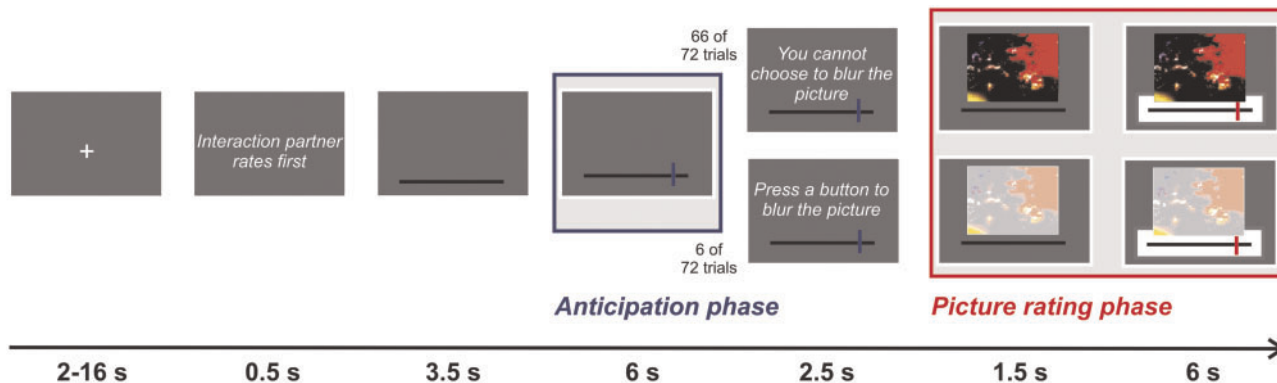 66 of
72 trials
You cannot
choose to blur the
picture
+
Interaction partner
rates first
Press a button to
blur the picture
6 of
72 trials
Anticipation phase
Picture rating phase
2-16 s
0.5 s
3.5 s
6 s
2.5 s
1.5 s
6 s